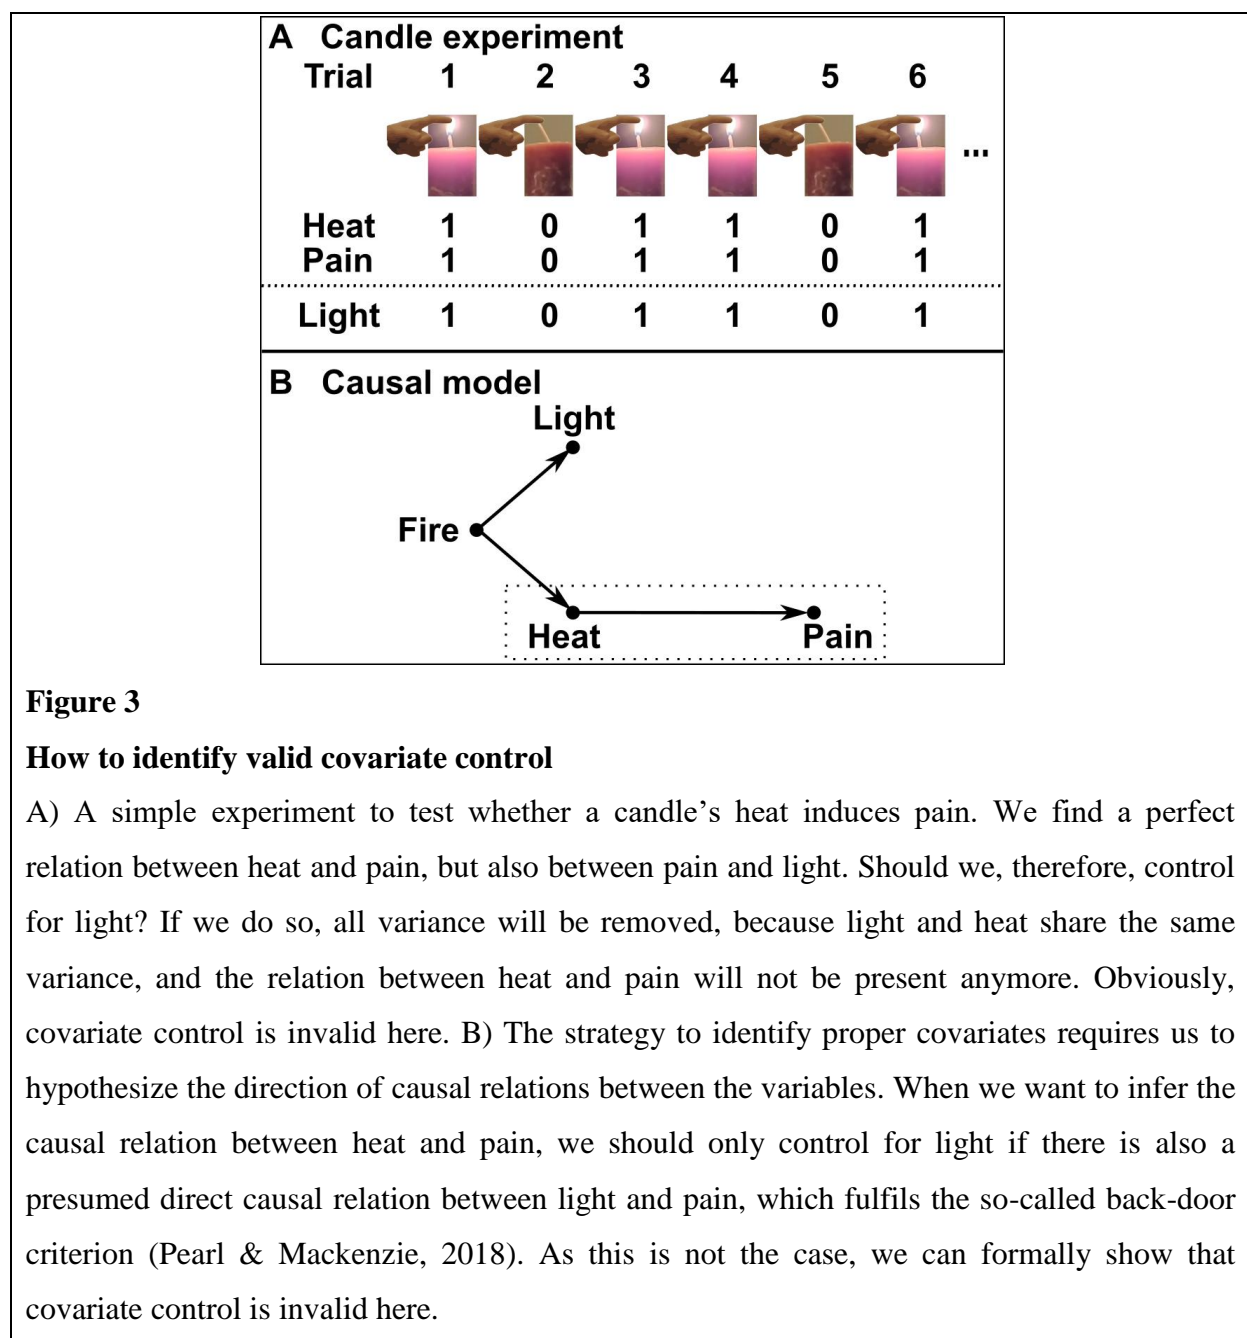 A Candle experiment
Trial 1 2 3 4 5 6
...
Heat 1 0 1 1 0 1
Pain 1 0 1 1 0 1
Light 1 0 1 1 0 1
B Causal model
Light
Fire
Heat Pain
Figure 3
How to identify valid covariate control
A) A simple experiment to test whether a candle’s heat induces pain. We find a perfect
relation between heat and pain, but also between pain and light. Should we, therefore, control
for light? If we do so, all variance will be removed, because light and heat share the same
variance, and the relation between heat and pain will not be present anymore. Obviously,
covariate control is invalid here. B) The strategy to identify proper covariates requires us to
hypothesize the direction of causal relations between the variables. When we want to infer the
causal relation between heat and pain, we should only control for light if there is also a
presumed direct causal relation between light and pain, which fulfils the so-called back-door
criterion (Pearl & Mackenzie, 2018). As this is not the case, we can formally show that
covariate control is invalid here.